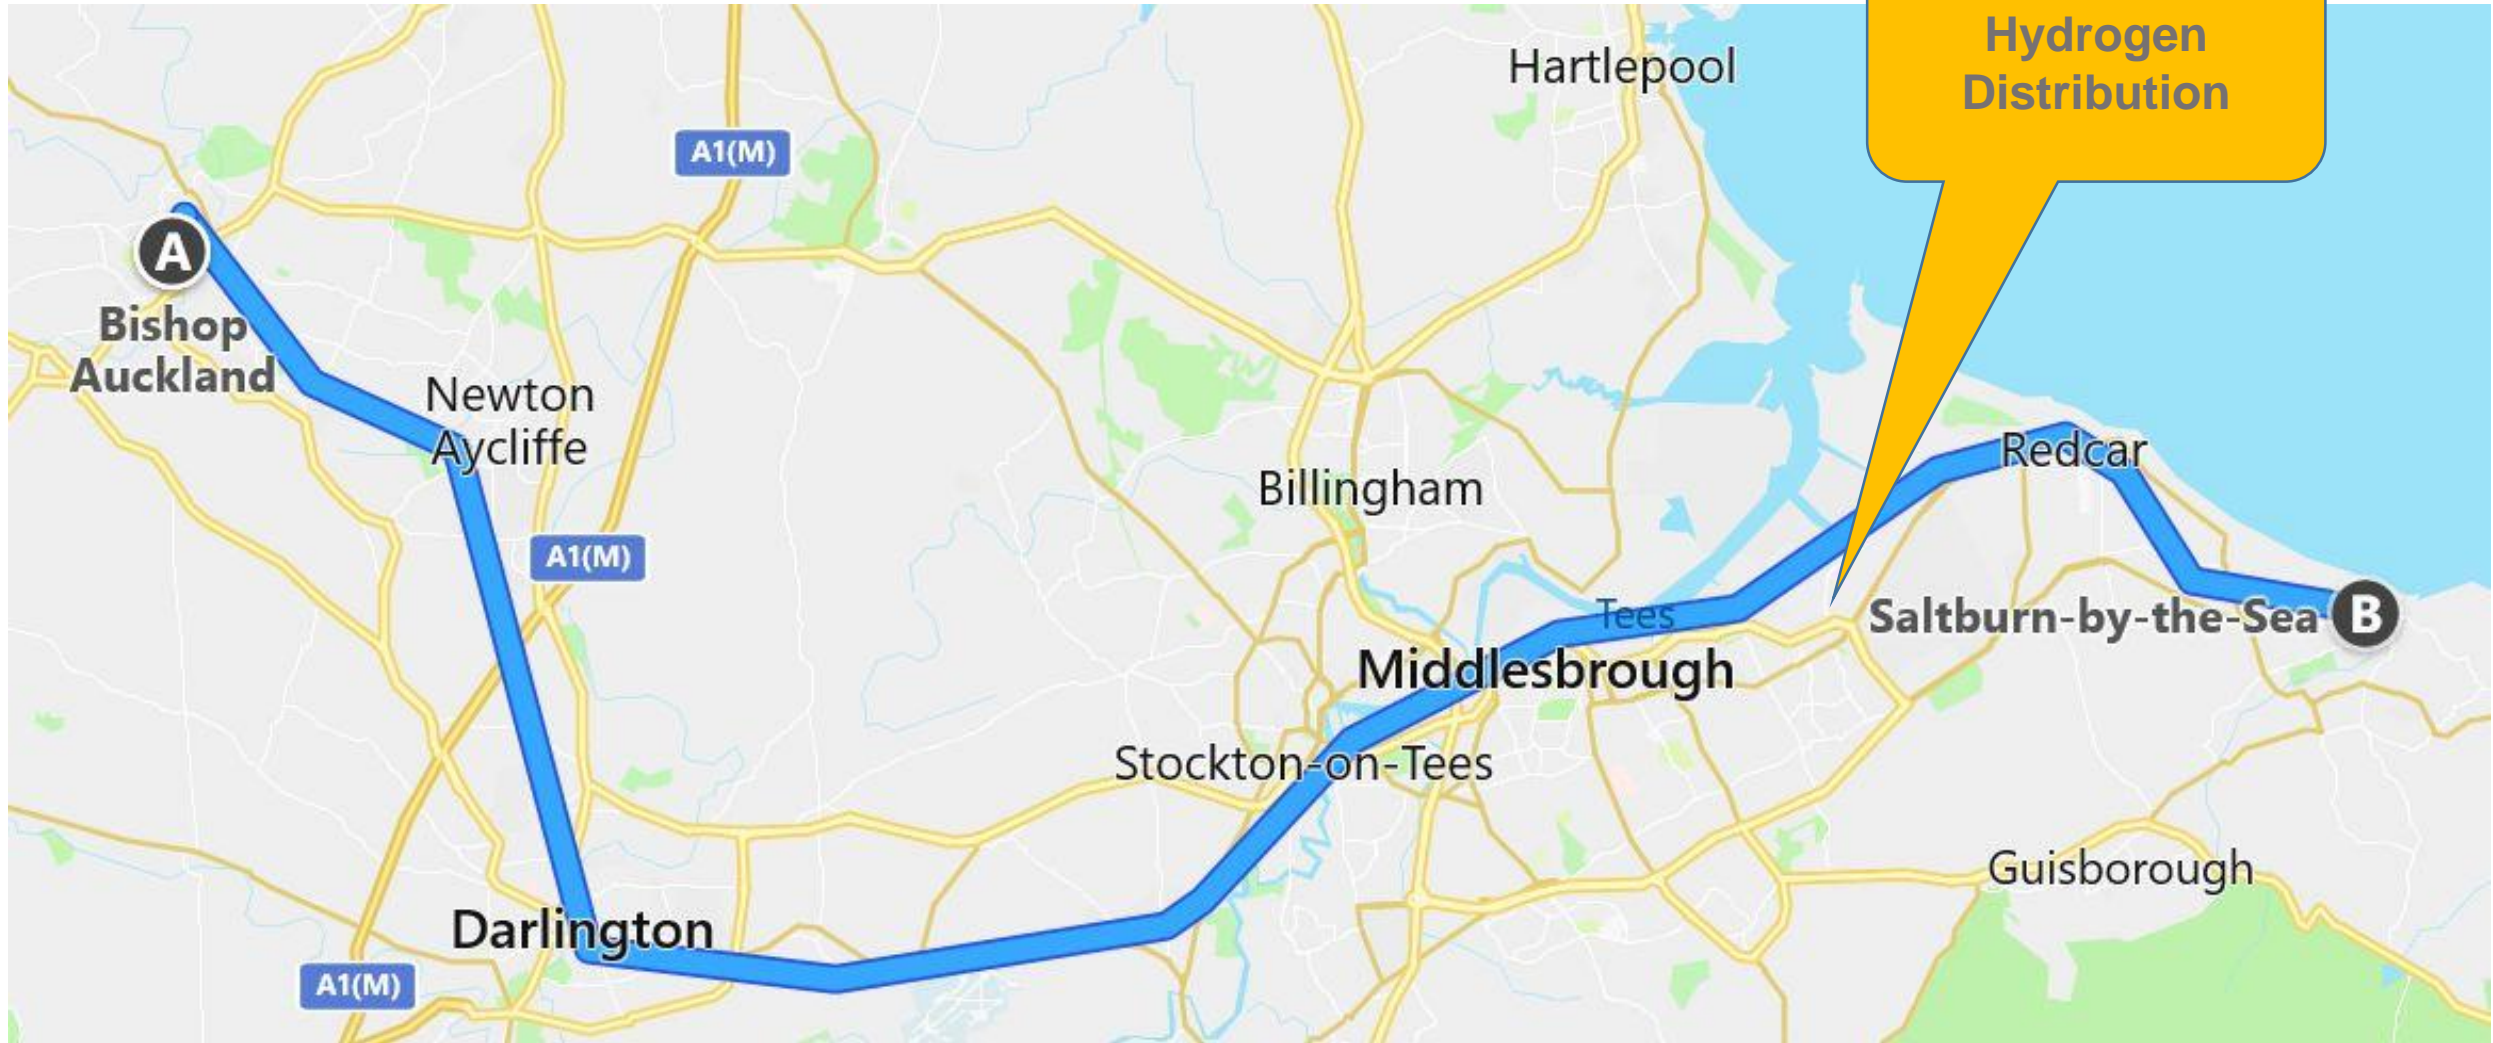 Hydrogen
Distribution
Hartlepool
A1(M)
A
Bishop
Auckland
Newton
Aycliffe
Redcar
Billingham
A1(M)
Tees
Saltburn-by-the-Sea
B
Middlesbrough
Stockton-on-Tees
Guisborough
Darlington
A1(M)